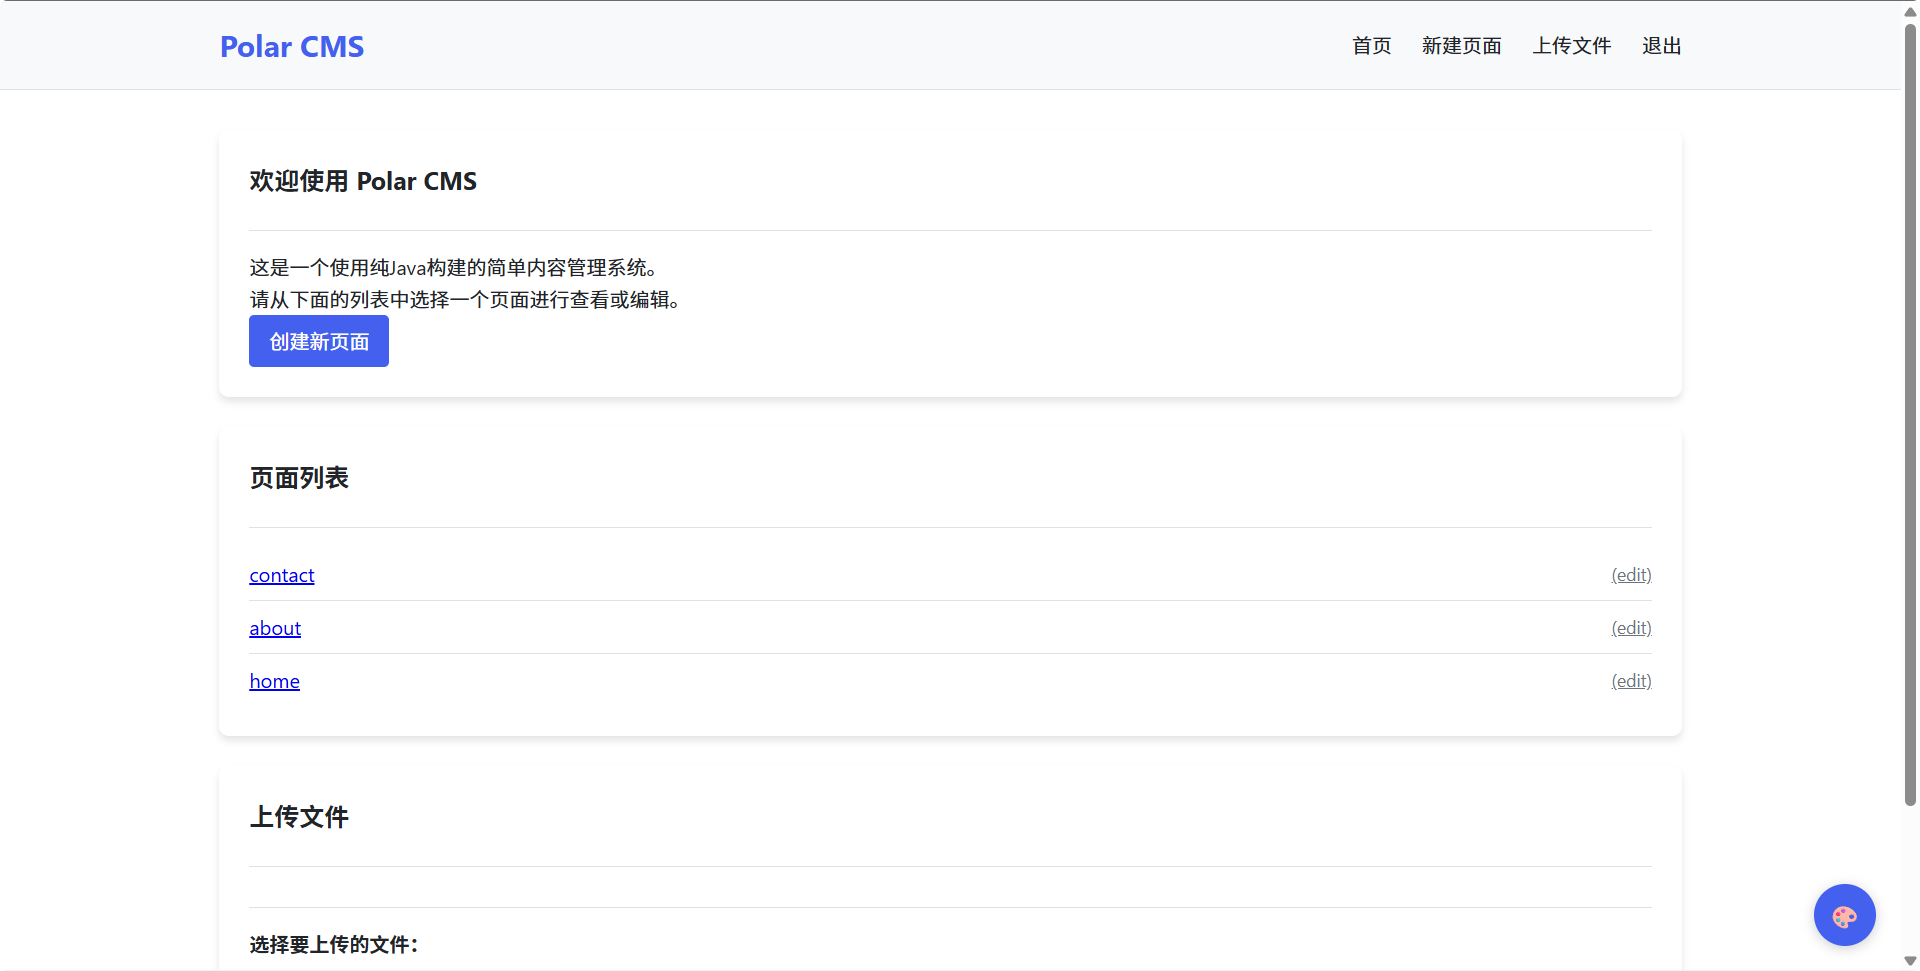 Polar CMS
首页 新建页面 上传文件 退出
欢迎使用 Polar CMS
这是一个使用纯Java构建的简单内容管理系统。
请从下面的列表中选择一个页面进行查看或编辑。
创建新页面
页面列表
contact (edit)
about (edit)
home (edit)
上传文件
选择要上传的文件：